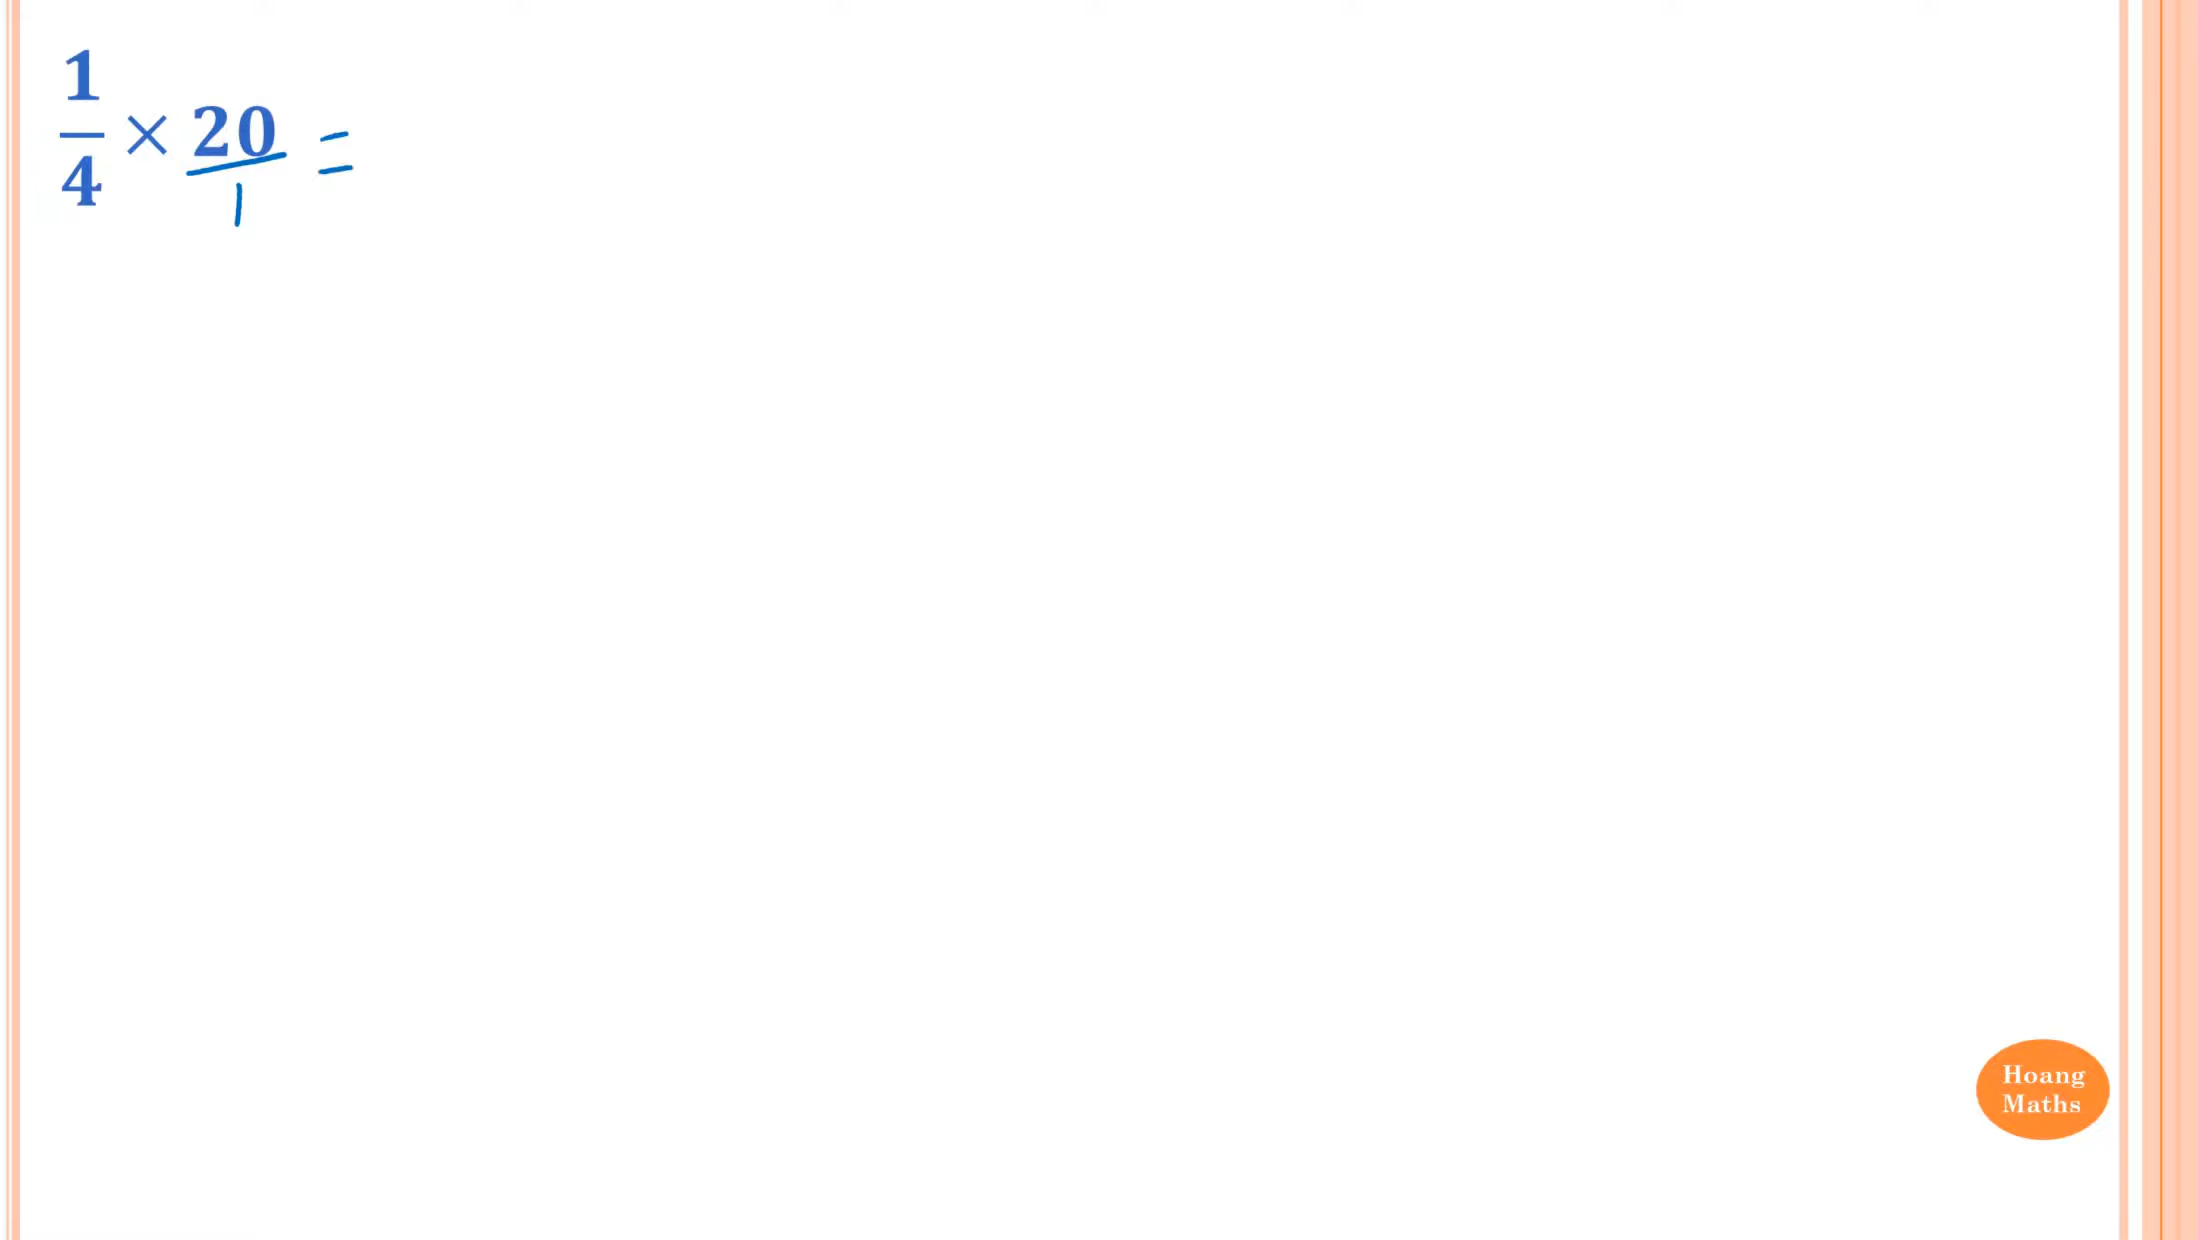 1/4 × 20/1 =
Hoang
Maths